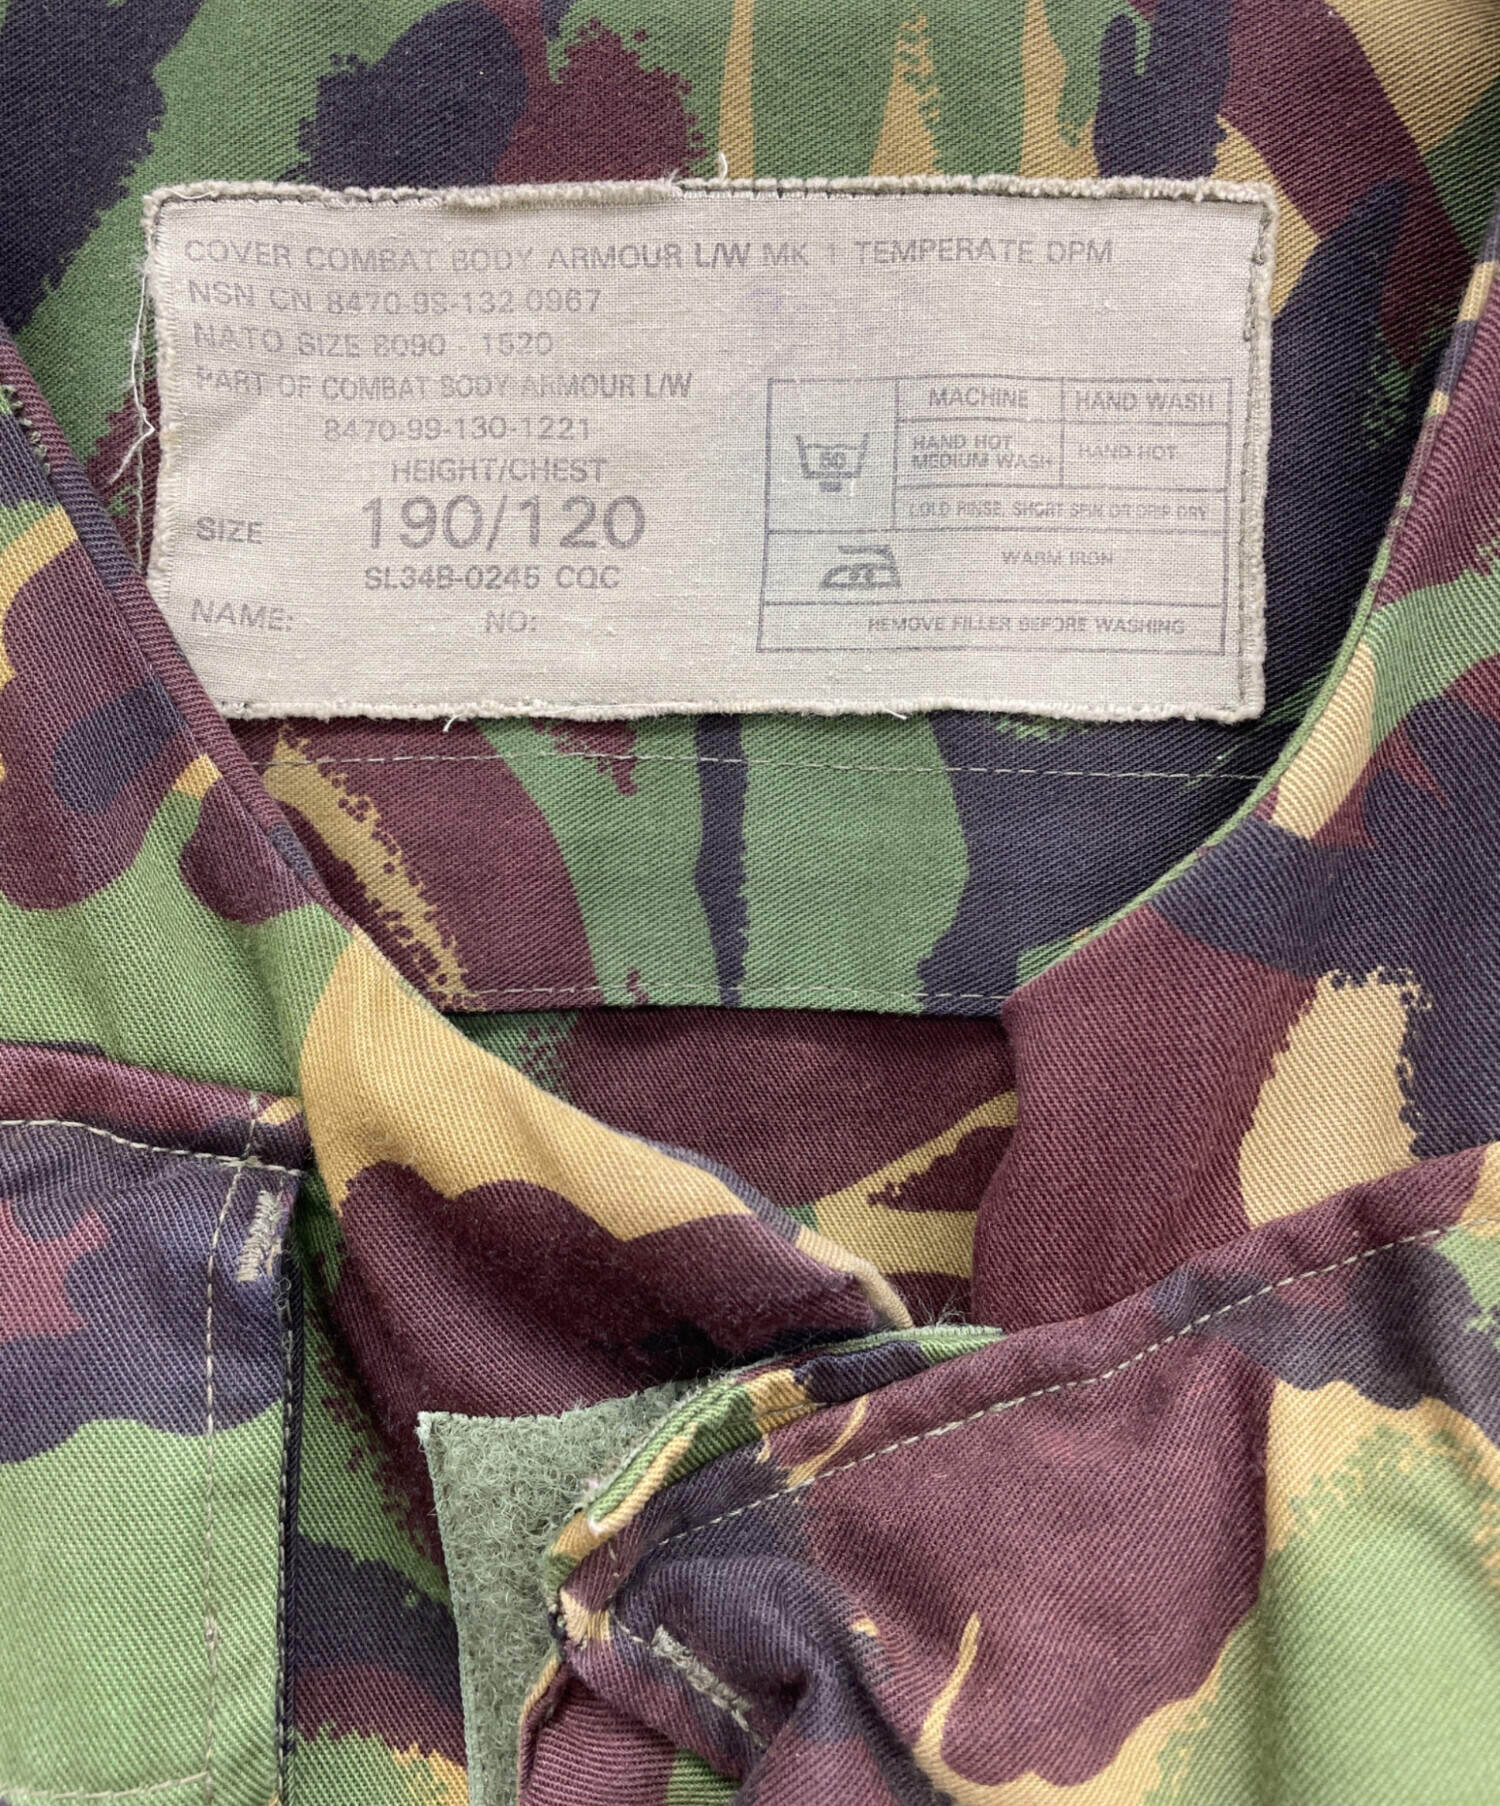 COVER COMBAT BODY ARMOUR L/W MK 1 TEMPERATE DPM
NSN CN 8470-99-132 0967
NATO SIZE 8090 - 1520
PART OF COMBAT BODY ARMOUR L/W
8470-99-130-1221
HEIGHT/CHEST
SIZE 190/120
SL34B-0245 CQC
NAME: NO:
MACHINE HAND WASH
60
HAND HOT HAND HOT
MEDIUM WASH
COLD RINSE, SHORT SPIN OR DRIP DRY
WARM IRON
REMOVE FILLER BEFORE WASHING